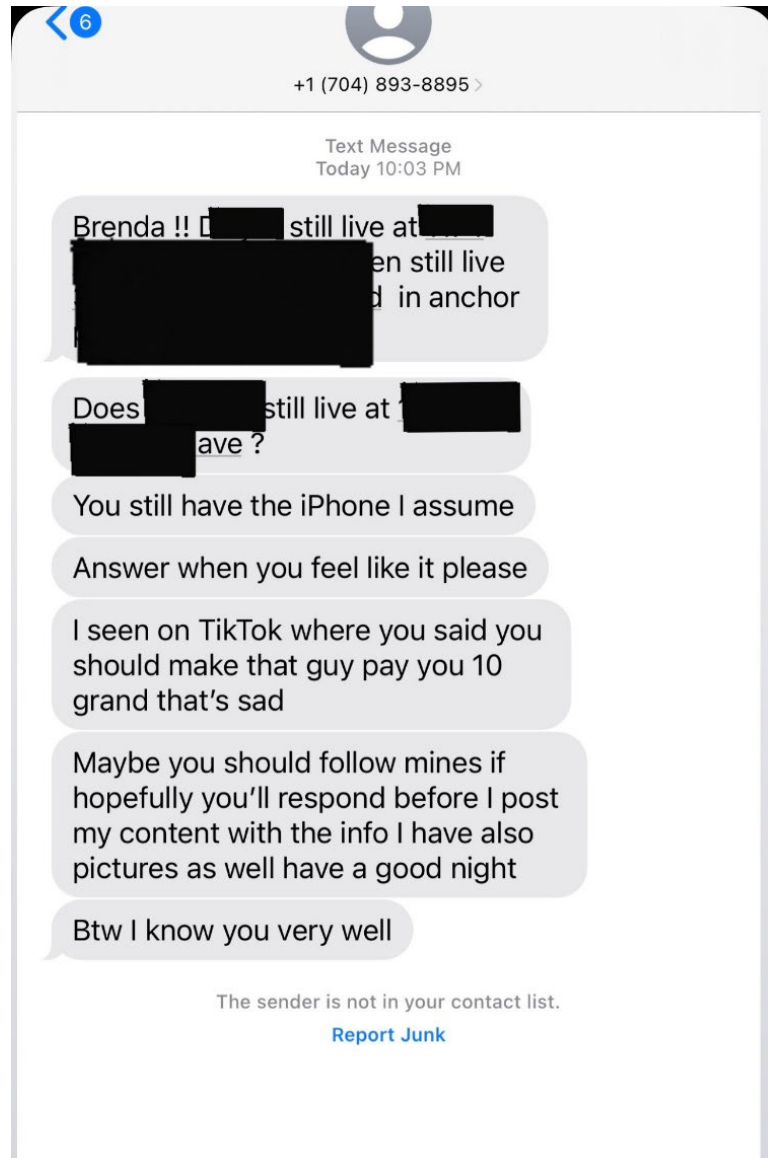 6
+1 (704) 893-8895
Text Message
Today 10:03 PM
Brenda !! still live at
still live
in anchor
Does still live at
ave ?
You still have the iPhone I assume
Answer when you feel like it please
I seen on TikTok where you said you
should make that guy pay you 10
grand that's sad
Maybe you should follow mines if
hopefully you'll respond before I post
my content with the info I have also
pictures as well have a good night
Btw I know you very well
The sender is not in your contact list.
Report Junk